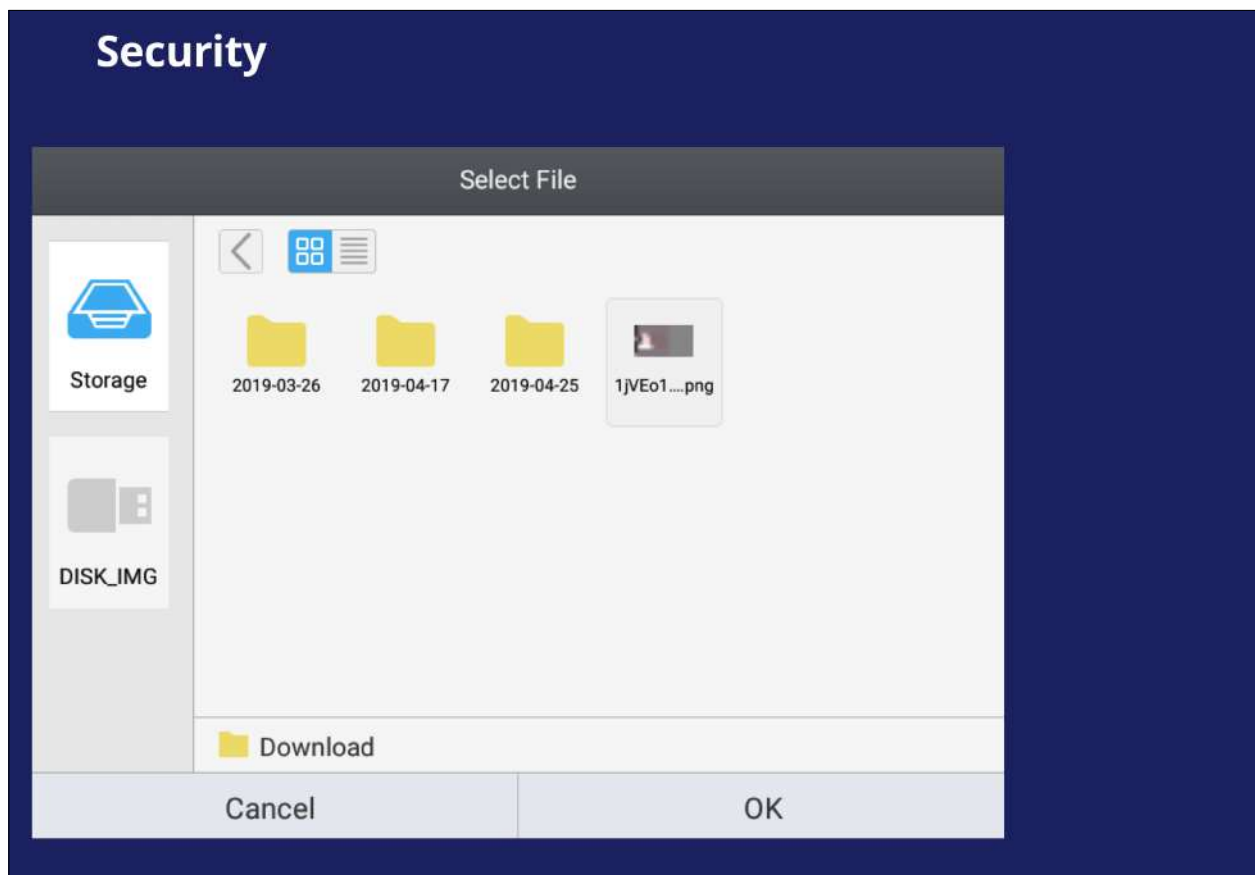 Security
Select File
Storage
2019-03-26 2019-04-17 2019-04-25 1jVEo1....png
DISK_IMG
Download
Cancel OK